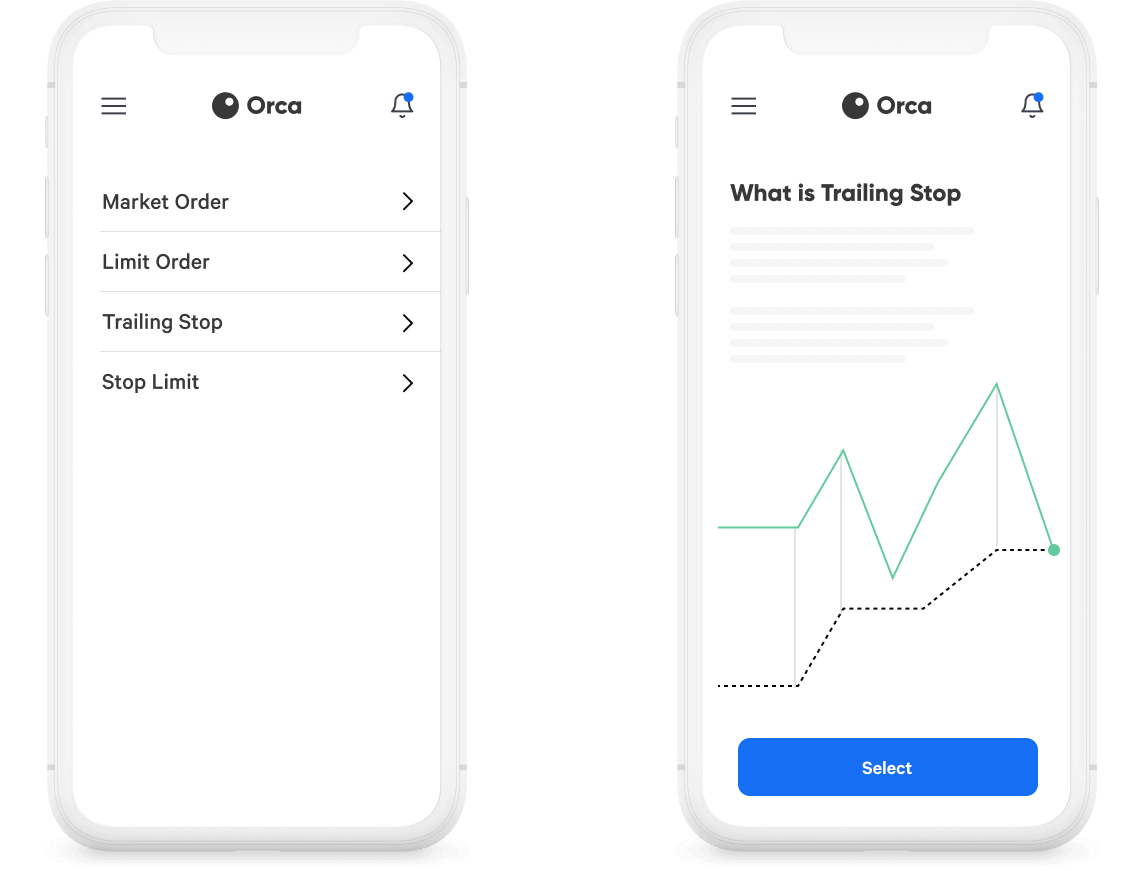 Orca
Market Order
Limit Order
Trailing Stop
Stop Limit
Orca
What is Trailing Stop
Select